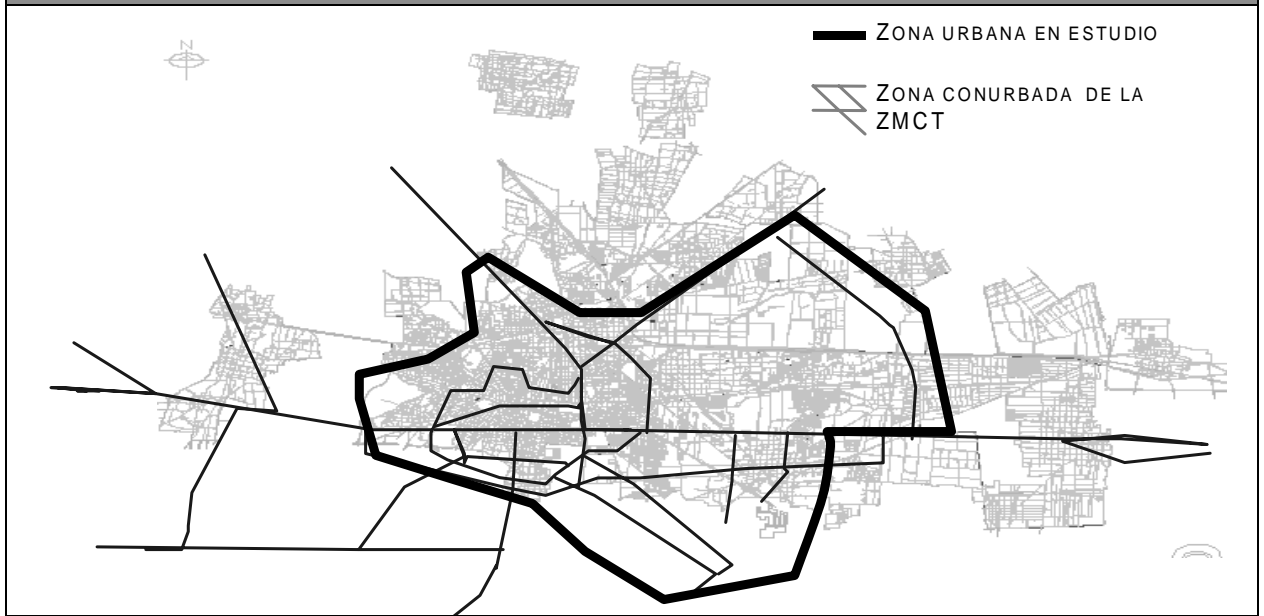 N
ZONA URBANA EN ESTUDIO
ZONA CONURBADA DE LA
ZMCT